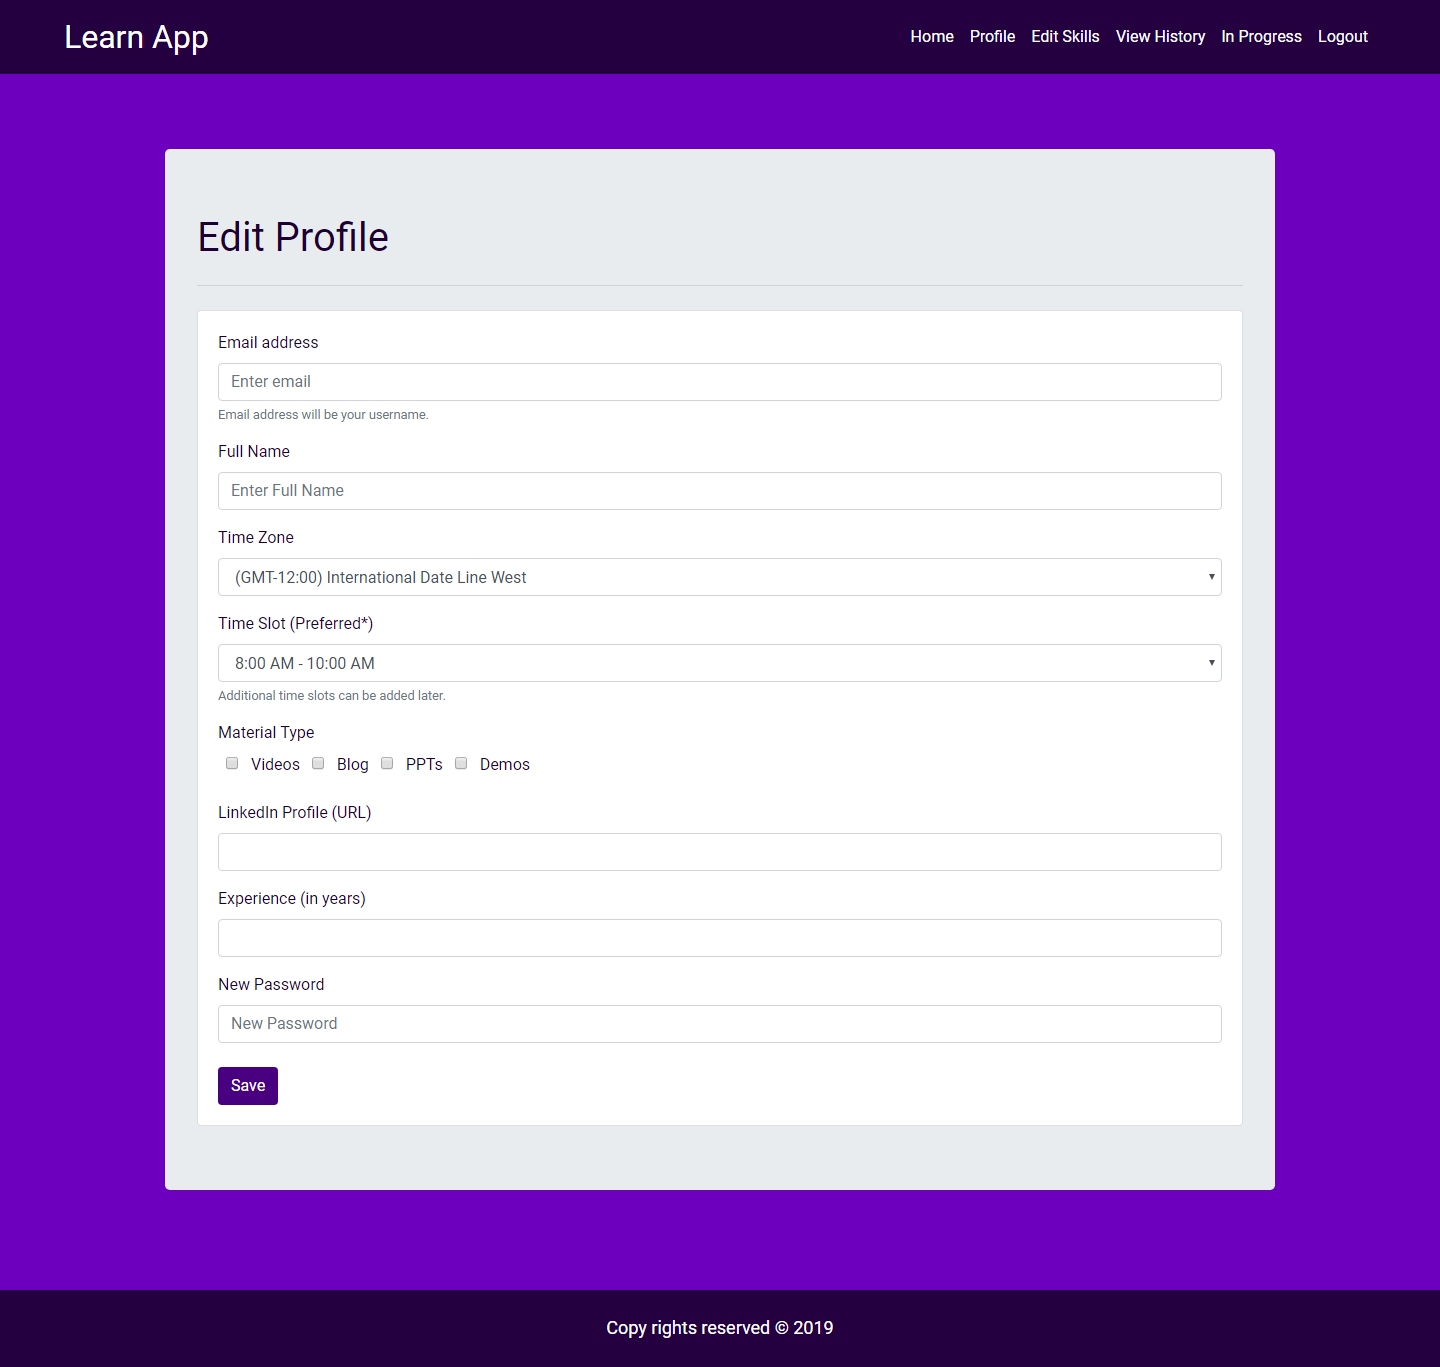 Learn App
Home Profile Edit Skills View History In Progress Logout
Edit Profile
Email address
Enter email
Email address will be your username.
Full Name
Enter Full Name
Time Zone
(GMT-12:00) International Date Line West
Time Slot (Preferred*)
8:00 AM - 10:00 AM
Additional time slots can be added later.
Material Type
Videos Blog PPTs Demos
LinkedIn Profile (URL)
Experience (in years)
New Password
New Password
Save
Copy rights reserved © 2019